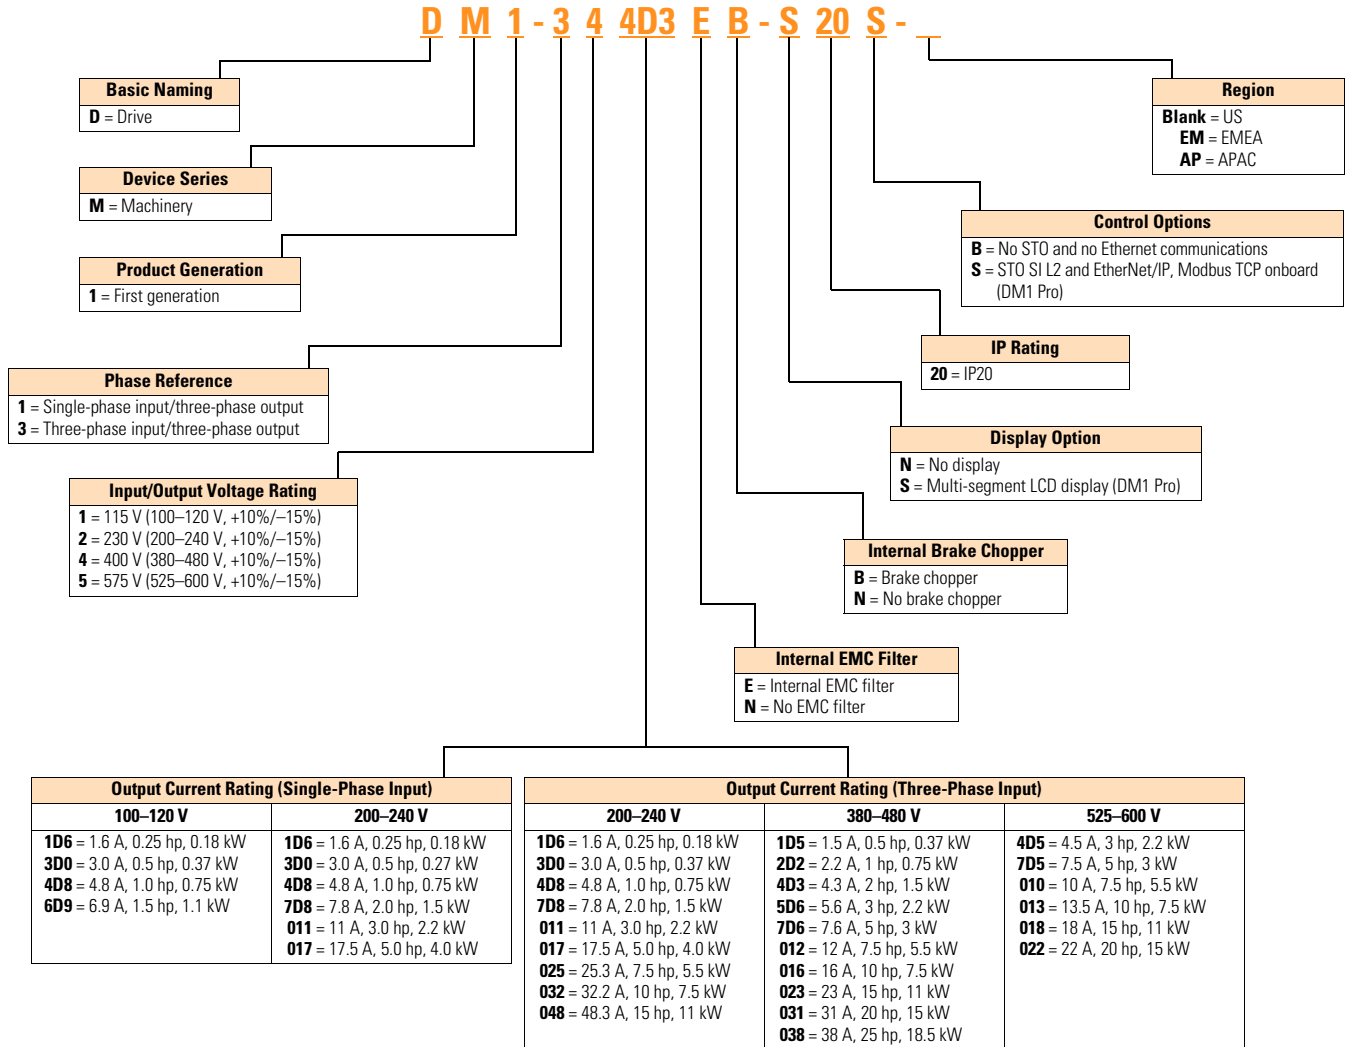 D M 1 - 3 4 4D3 E B - S 20 S - _
Basic Naming
D = Drive
Device Series
M = Machinery
Product Generation
1 = First generation
Phase Reference
1 = Single-phase input/three-phase output
3 = Three-phase input/three-phase output
Input/Output Voltage Rating
1 = 115 V (100–120 V, +10%/–15%)
2 = 230 V (200–240 V, +10%/–15%)
4 = 400 V (380–480 V, +10%/–15%)
5 = 575 V (525–600 V, +10%/–15%)
Region
Blank = US
EM = EMEA
AP = APAC
Control Options
B = No STO and no Ethernet communications
S = STO SI L2 and EtherNet/IP, Modbus TCP onboard
(DM1 Pro)
IP Rating
20 = IP20
Display Option
N = No display
S = Multi-segment LCD display (DM1 Pro)
Internal Brake Chopper
B = Brake chopper
N = No brake chopper
Internal EMC Filter
E = Internal EMC filter
N = No EMC filter
Output Current Rating (Single-Phase Input)
100–120 V
1D6 = 1.6 A, 0.25 hp, 0.18 kW
3D0 = 3.0 A, 0.5 hp, 0.37 kW
4D8 = 4.8 A, 1.0 hp, 0.75 kW
6D9 = 6.9 A, 1.5 hp, 1.1 kW
200–240 V
1D6 = 1.6 A, 0.25 hp, 0.18 kW
3D0 = 3.0 A, 0.5 hp, 0.27 kW
4D8 = 4.8 A, 1.0 hp, 0.75 kW
7D8 = 7.8 A, 2.0 hp, 1.5 kW
011 = 11 A, 3.0 hp, 2.2 kW
017 = 17.5 A, 5.0 hp, 4.0 kW
Output Current Rating (Three-Phase Input)
200–240 V
1D6 = 1.6 A, 0.25 hp, 0.18 kW
3D0 = 3.0 A, 0.5 hp, 0.37 kW
4D8 = 4.8 A, 1.0 hp, 0.75 kW
7D8 = 7.8 A, 2.0 hp, 1.5 kW
011 = 11 A, 3.0 hp, 2.2 kW
017 = 17.5 A, 5.0 hp, 4.0 kW
025 = 25.3 A, 7.5 hp, 5.5 kW
032 = 32.2 A, 10 hp, 7.5 kW
048 = 48.3 A, 15 hp, 11 kW
380–480 V
1D5 = 1.5 A, 0.5 hp, 0.37 kW
2D2 = 2.2 A, 1 hp, 0.75 kW
4D3 = 4.3 A, 2 hp, 1.5 kW
5D6 = 5.6 A, 3 hp, 2.2 kW
7D6 = 7.6 A, 5 hp, 3 kW
012 = 12 A, 7.5 hp, 5.5 kW
016 = 16 A, 10 hp, 7.5 kW
023 = 23 A, 15 hp, 11 kW
031 = 31 A, 20 hp, 15 kW
038 = 38 A, 25 hp, 18.5 kW
525–600 V
4D5 = 4.5 A, 3 hp, 2.2 kW
7D5 = 7.5 A, 5 hp, 3 kW
010 = 10 A, 7.5 hp, 5.5 kW
013 = 13.5 A, 10 hp, 7.5 kW
018 = 18 A, 15 hp, 11 kW
022 = 22 A, 20 hp, 15 kW